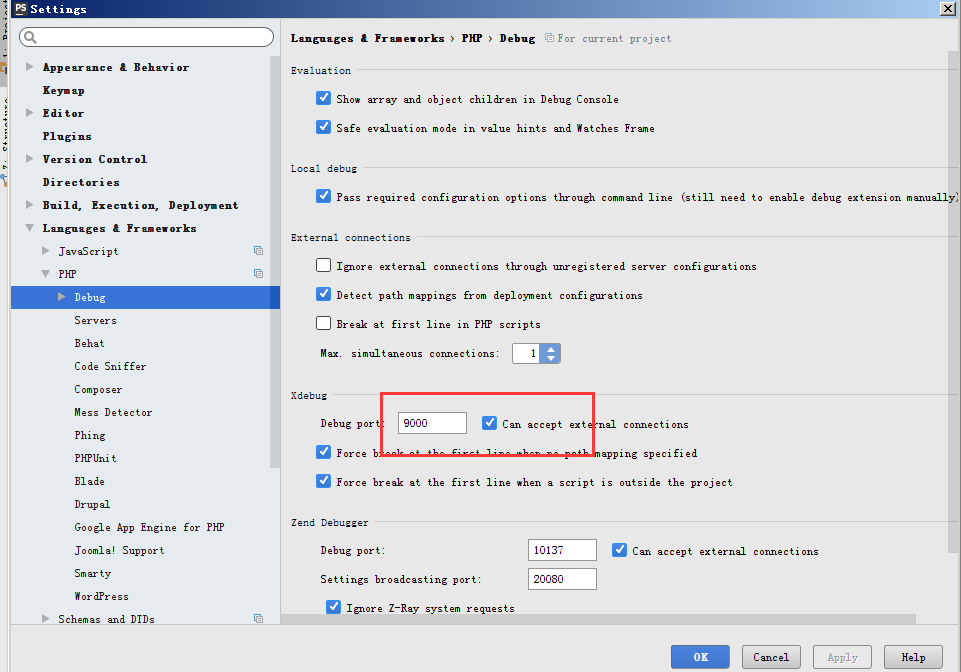 PS Settings
Languages & Frameworks › PHP › Debug For current project
Appearance & Behavior
Keymap
Editor
Plugins
Version Control
Directories
Build, Execution, Deployment
Languages & Frameworks
JavaScript
PHP
Debug
Servers
Behat
Code Sniffer
Composer
Mess Detector
Phing
PHPUnit
Blade
Drupal
Google App Engine for PHP
Joomla! Support
Smarty
WordPress
Schemas and DTDs
Evaluation
Show array and object children in Debug Console
Safe evaluation mode in value hints and Watches Frame
Local debug
Pass required configuration options through command line (still need to enable debug extension manually)
External connections
Ignore external connections through unregistered server configurations
Detect path mappings from deployment configurations
Break at first line in PHP scripts
Max. simultaneous connections: 1
Xdebug
Debug port: 9000 Can accept external connections
Force break at the first line when no path mapping specified
Force break at the first line when a script is outside the project
Zend Debugger
Debug port: 10137 Can accept external connections
Settings broadcasting port: 20080
Ignore Z-Ray system requests
OK Cancel Apply Help